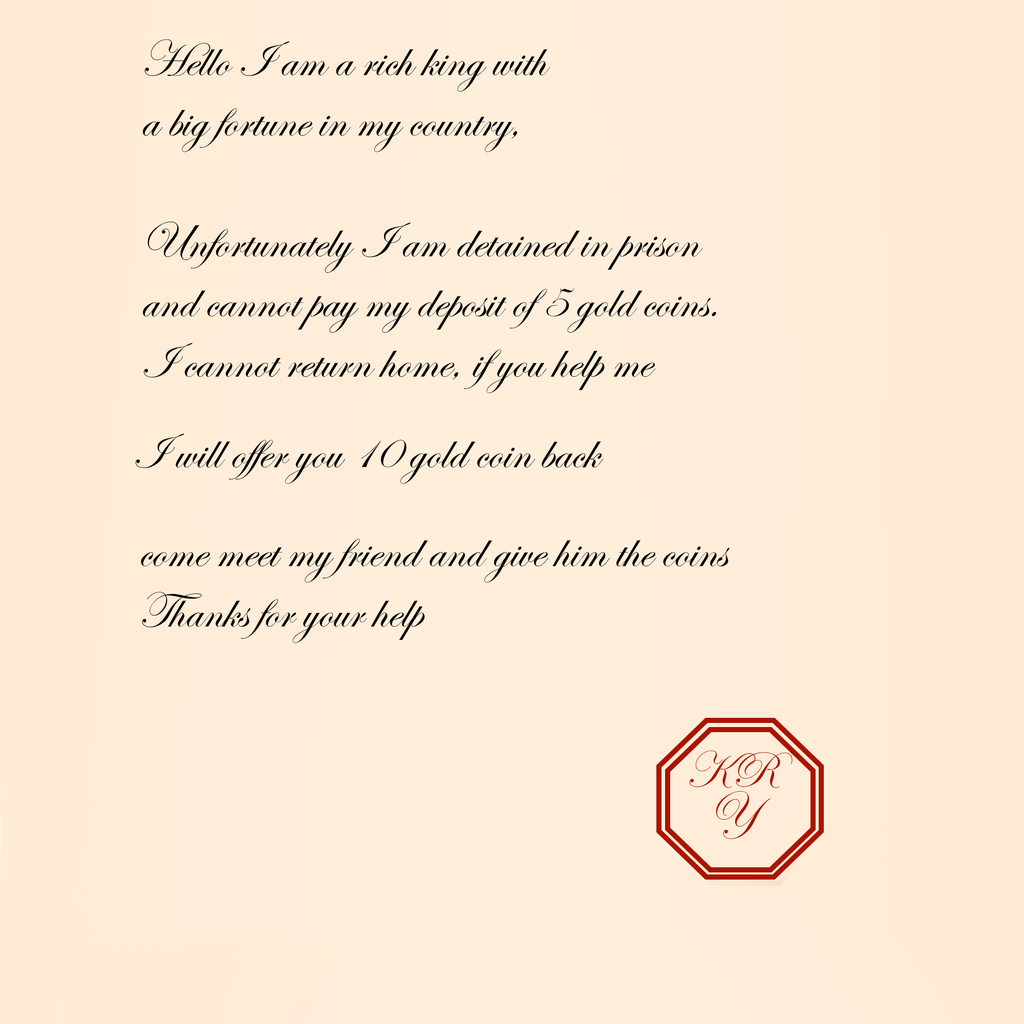 Hello I am a rich king with
a big fortune in my country,
Unfortunately I am detained in prison
and cannot pay my deposit of 5 gold coins.
I cannot return home, if you help me
I will offer you 10 gold coin back
come meet my friend and give him the coins
Thanks for your help
KR
Y